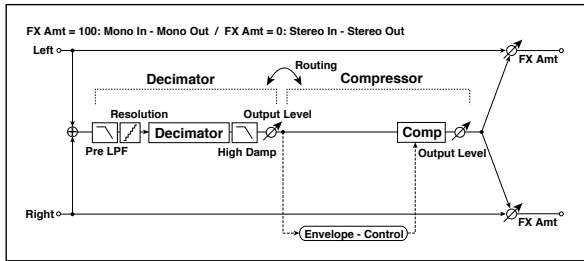 FX Amt = 100: Mono In - Mono Out / FX Amt = 0: Stereo In - Stereo Out
Left
FX Amt
Routing
Decimator
Compressor
Resolution
Output Level
Decimator
Comp
Pre LPF
High Damp
Output Level
Right
FX Amt
Envelope - Control